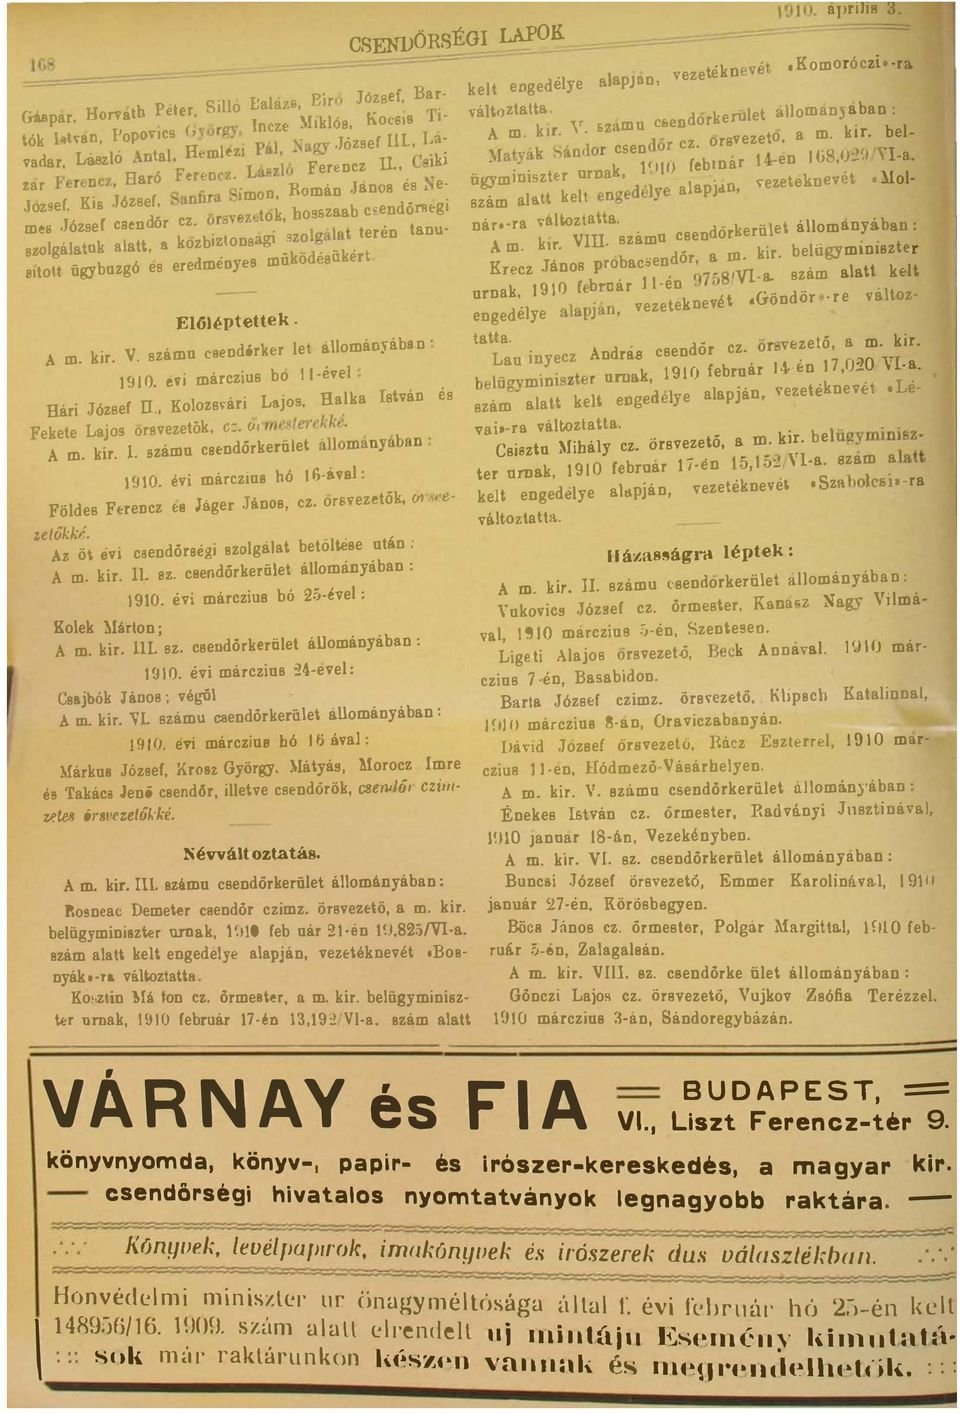 168
CSENDŐRSÉGI LAPOK
1910. április 3.
Gáspár, Horváth Péter, Silló Balázs, Biró József, Bar-
tók István, Popovics György, Incze Miklós, Kocsis Ti-
vadar, László Antal, Hemlézi Pál, Nagy József III., Lá-
zár Ferencz, Haró Ferencz, László Ferencz II., Csiki
József, Kis József, Sanfira Simon, Román János és Ne-
mes József csendőr cz. őrsvezetők, hosszaab csendőrségi
szolgálatuk alatt, a közbiztonsági szolgálat terén tanu-
sított ügybuzgó és eredményes működésükért
Előléptettek.
A m. kir. V. számu csendőrker let állományában:
1910. évi márczius hó 11-ével:
Hári József II., Kolozsvári Lajos, Halka István és
Fekete Lajos örsvezetők, cz. őrmesterekké.
A m. kir. I. számu csendőrkerület állományában:
1910. évi márczius hó 16-ával:
Földes Ferencz és Jáger János, cz. őrsvezetők, őrsve-
zetőkké.
Az öt évi csendőrségi szolgálat betöltése után:
A m. kir. II. sz. csendőrkerület állományában:
1910. évi márczius hó 25-ével:
Kolek Márton;
A m. kir. III. sz. csendőrkerület állományában:
1910. évi márczius 24-ével:
Csajbók János; végül
A m. kir. VI. számu csendőrkerület állományában:
1910. évi márczius hó 16 ával:
Márkus József, Krosz György, Mátyás, Morocz Imre
és Takács Jenő csendőr, illetve csendőrök, csendőr czím-
zetes őrsvezetőkké.
Névváltoztatás.
A m. kir. III. számu csendőrkerület állományában:
Rosneac Demeter csendőr czimz. örsvezető, a m. kir.
belügyminiszter urnak, 1910 feb uár 21-én 19,825/VI-a.
szám alatt kelt engedélye alapján, vezetéknevét «Bos-
nyák»-ra változtatta.
Kosztin Má ton cz. őrmester, a m. kir. belügyminisz-
ter urnak, 1910 február 17-én 13,192/VI-a. szám alatt
kelt engedélye alapján, vezetéknevét «Komoróczi»-ra
változtatta.
A m. kir. V. számu csendőrkerület állományában:
Matyák Sándor csendőr cz. örsvezető, a m. kir. bel-
ügyminiszter urnak, 1910 február 14-én 168,029/VI-a.
szám alatt kelt engedélye alapján, vezetéknevét «Mol-
nár»-ra változtatta.
A m. kir. VIII. számu csendőrkerület állományában:
Krecz János próbacsendőr, a m. kir. belügyminiszter
urnak, 1910 február 11-én 9758/VI-a. szám alatt kelt
engedélye alapján, vezeteknevét «Göndör»-re változ-
tatta.
Lau inyecz András csendőr cz. örsvezető, a m. kir.
belügyminiszter urnak, 1910 február 14-én 17,020 VI-a.
szám alatt kelt engedélye alapján, vezetéknevét «Lé-
vai»-ra változtatta.
Csisztu Mihály cz. örsvezető, a m. kir. belügyminisz-
ter urnak, 1910 február 17-én 15,152/VI-a. szám alatt
kelt engedélye alapján, vezetéknevét «Szabolcsi»-ra
változtatta.
Házasságra léptek:
A m. kir. II. számu csendőrkerület állományában:
Vukovics József cz. őrmester, Kanász Nagy Vilmá-
val, 1910 márczius 5-én, Szentesen.
Ligeti Alajos őrsvezető, Beck Annával, 1910 már-
czius 7-én, Basabidon.
Barta József czimz. örsvezető, Klipsch Katalinnal,
1910 márczius 8-án, Oraviczabanyán.
Dávid József őrsvezető, Rácz Eszterrel, 1910 már-
czius 11-én, Hódmező-Vásárhelyen.
A m. kir. V. számu csendőrkerület állományában:
Énekes István cz. őrmester, Radványi Jusztinával,
1910 január 18-án, Vezekényben.
A m. kir. VI. sz. csendőrkerület állományában:
Buncsi József cz. örsvezető, Emmer Karolinával, 1910
január 27-én, Körösbegyen.
Böcs János cz. őrmester, Polgár Margittal, 1910 feb-
ruár 5-én, Zalagalsán.
A m. kir. VIII. sz. csendőrke ület állományában:
Gönczi Lajos cz. örsvezető, Vujkov Zsófia Terézzel,
1910 márczius 3-án, Sándoregybázán.
VÁRNAY és FIA
BUDAPEST,
VI., Liszt Ferencz-tér 9.
könyvnyomda, könyv-, papir- és irószer-kereskedés, a magyar kir.
csendőrségi hivatalos nyomtatványok legnagyobb raktára.
Könyvek, levélpapirok, imakönyvek és irószerek dus választékban.
Honvédelmi miniszter ur önagyméltósága által f. évi február hó 25-én kelt
148956/16. 1909. szám alatt elrendelt uj mintáju Esemény kimutatá-
sok már raktárunkon készen vannak és megrendelhetők.